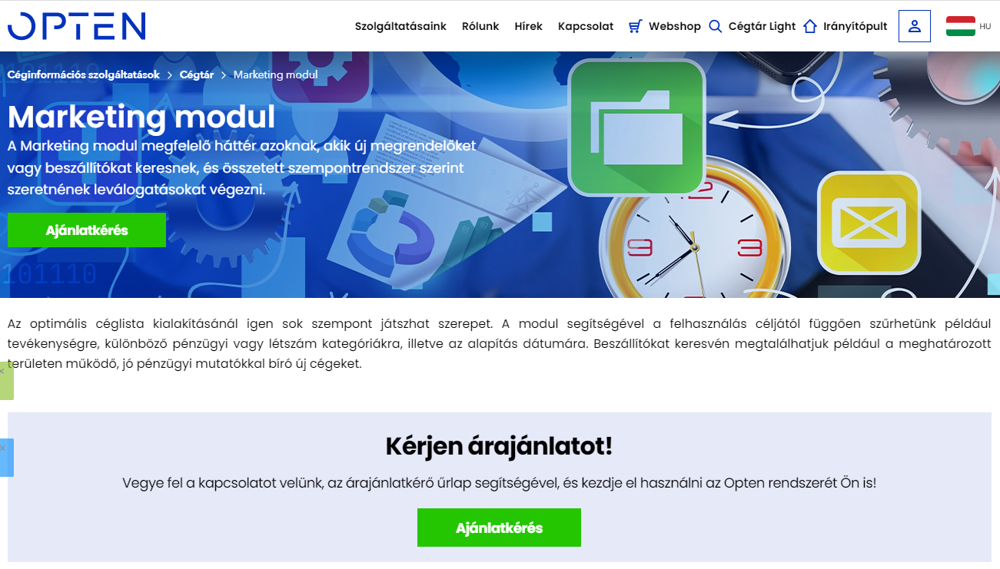 OPTEN
Szolgáltatásaink Rólunk Hírek Kapcsolat Webshop Cégtár Light Irányítópult HU
Céginformációs szolgáltatások > Cégtár > Marketing modul
Marketing modul
A Marketing modul megfelelő háttér azoknak, akik új megrendelőket
vagy beszállítókat keresnek, és összetett szempontrendszer szerint
szeretnének leválogatásokat végezni.
Ajánlatkérés
12
9 3
01 02
101110
Az optimális céglista kialakításánál igen sok szempont játszhat szerepet. A modul segítségével a felhasználás céljától függően szűrhetünk például
tevékenységre, különböző pénzügyi vagy létszám kategóriákra, illetve az alapítás dátumára. Beszállítókat keresvén megtalálhatjuk például a meghatározott
területen működő, jó pénzügyi mutatókkal bíró új cégeket.
Kérjen árajánlatot!
Vegye fel a kapcsolatot velünk, az árajánlatkérő űrlap segítségével, és kezdje el használni az Opten rendszerét Ön is!
Ajánlatkérés